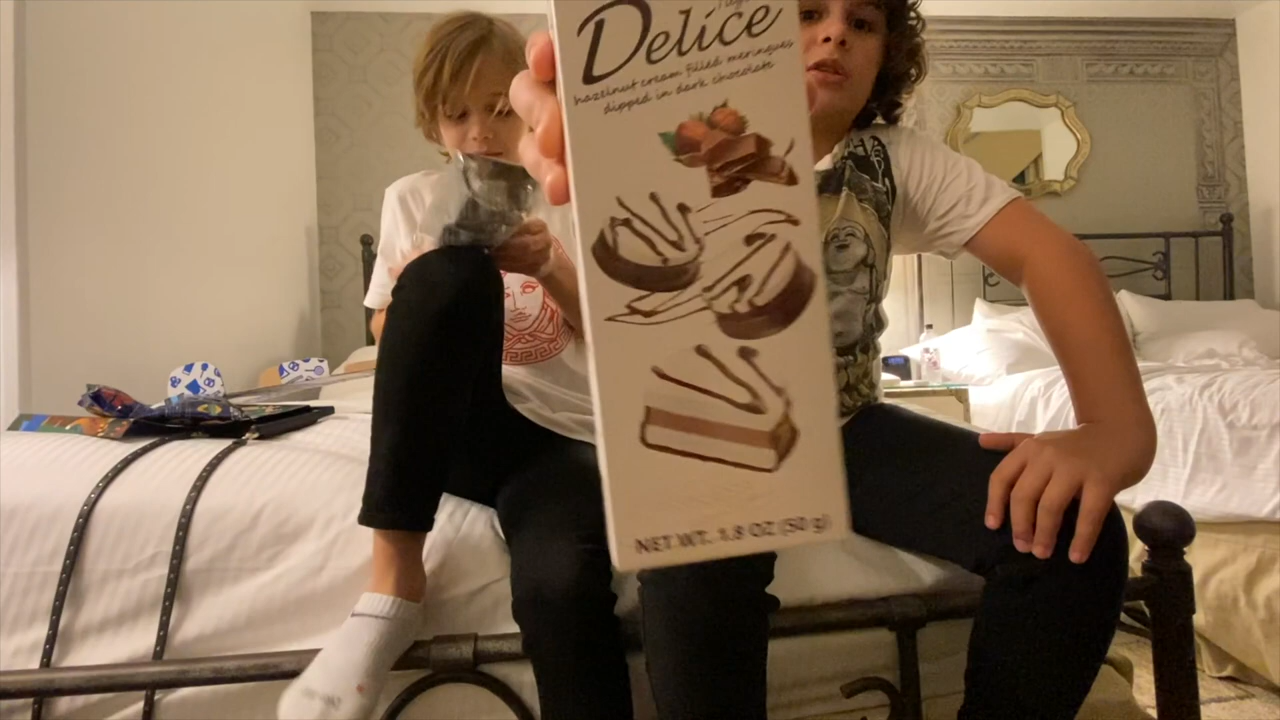 Delice
hazelnut cream filled meringues
dipped in dark chocolate
NET WT. 1.8 OZ (50 g)